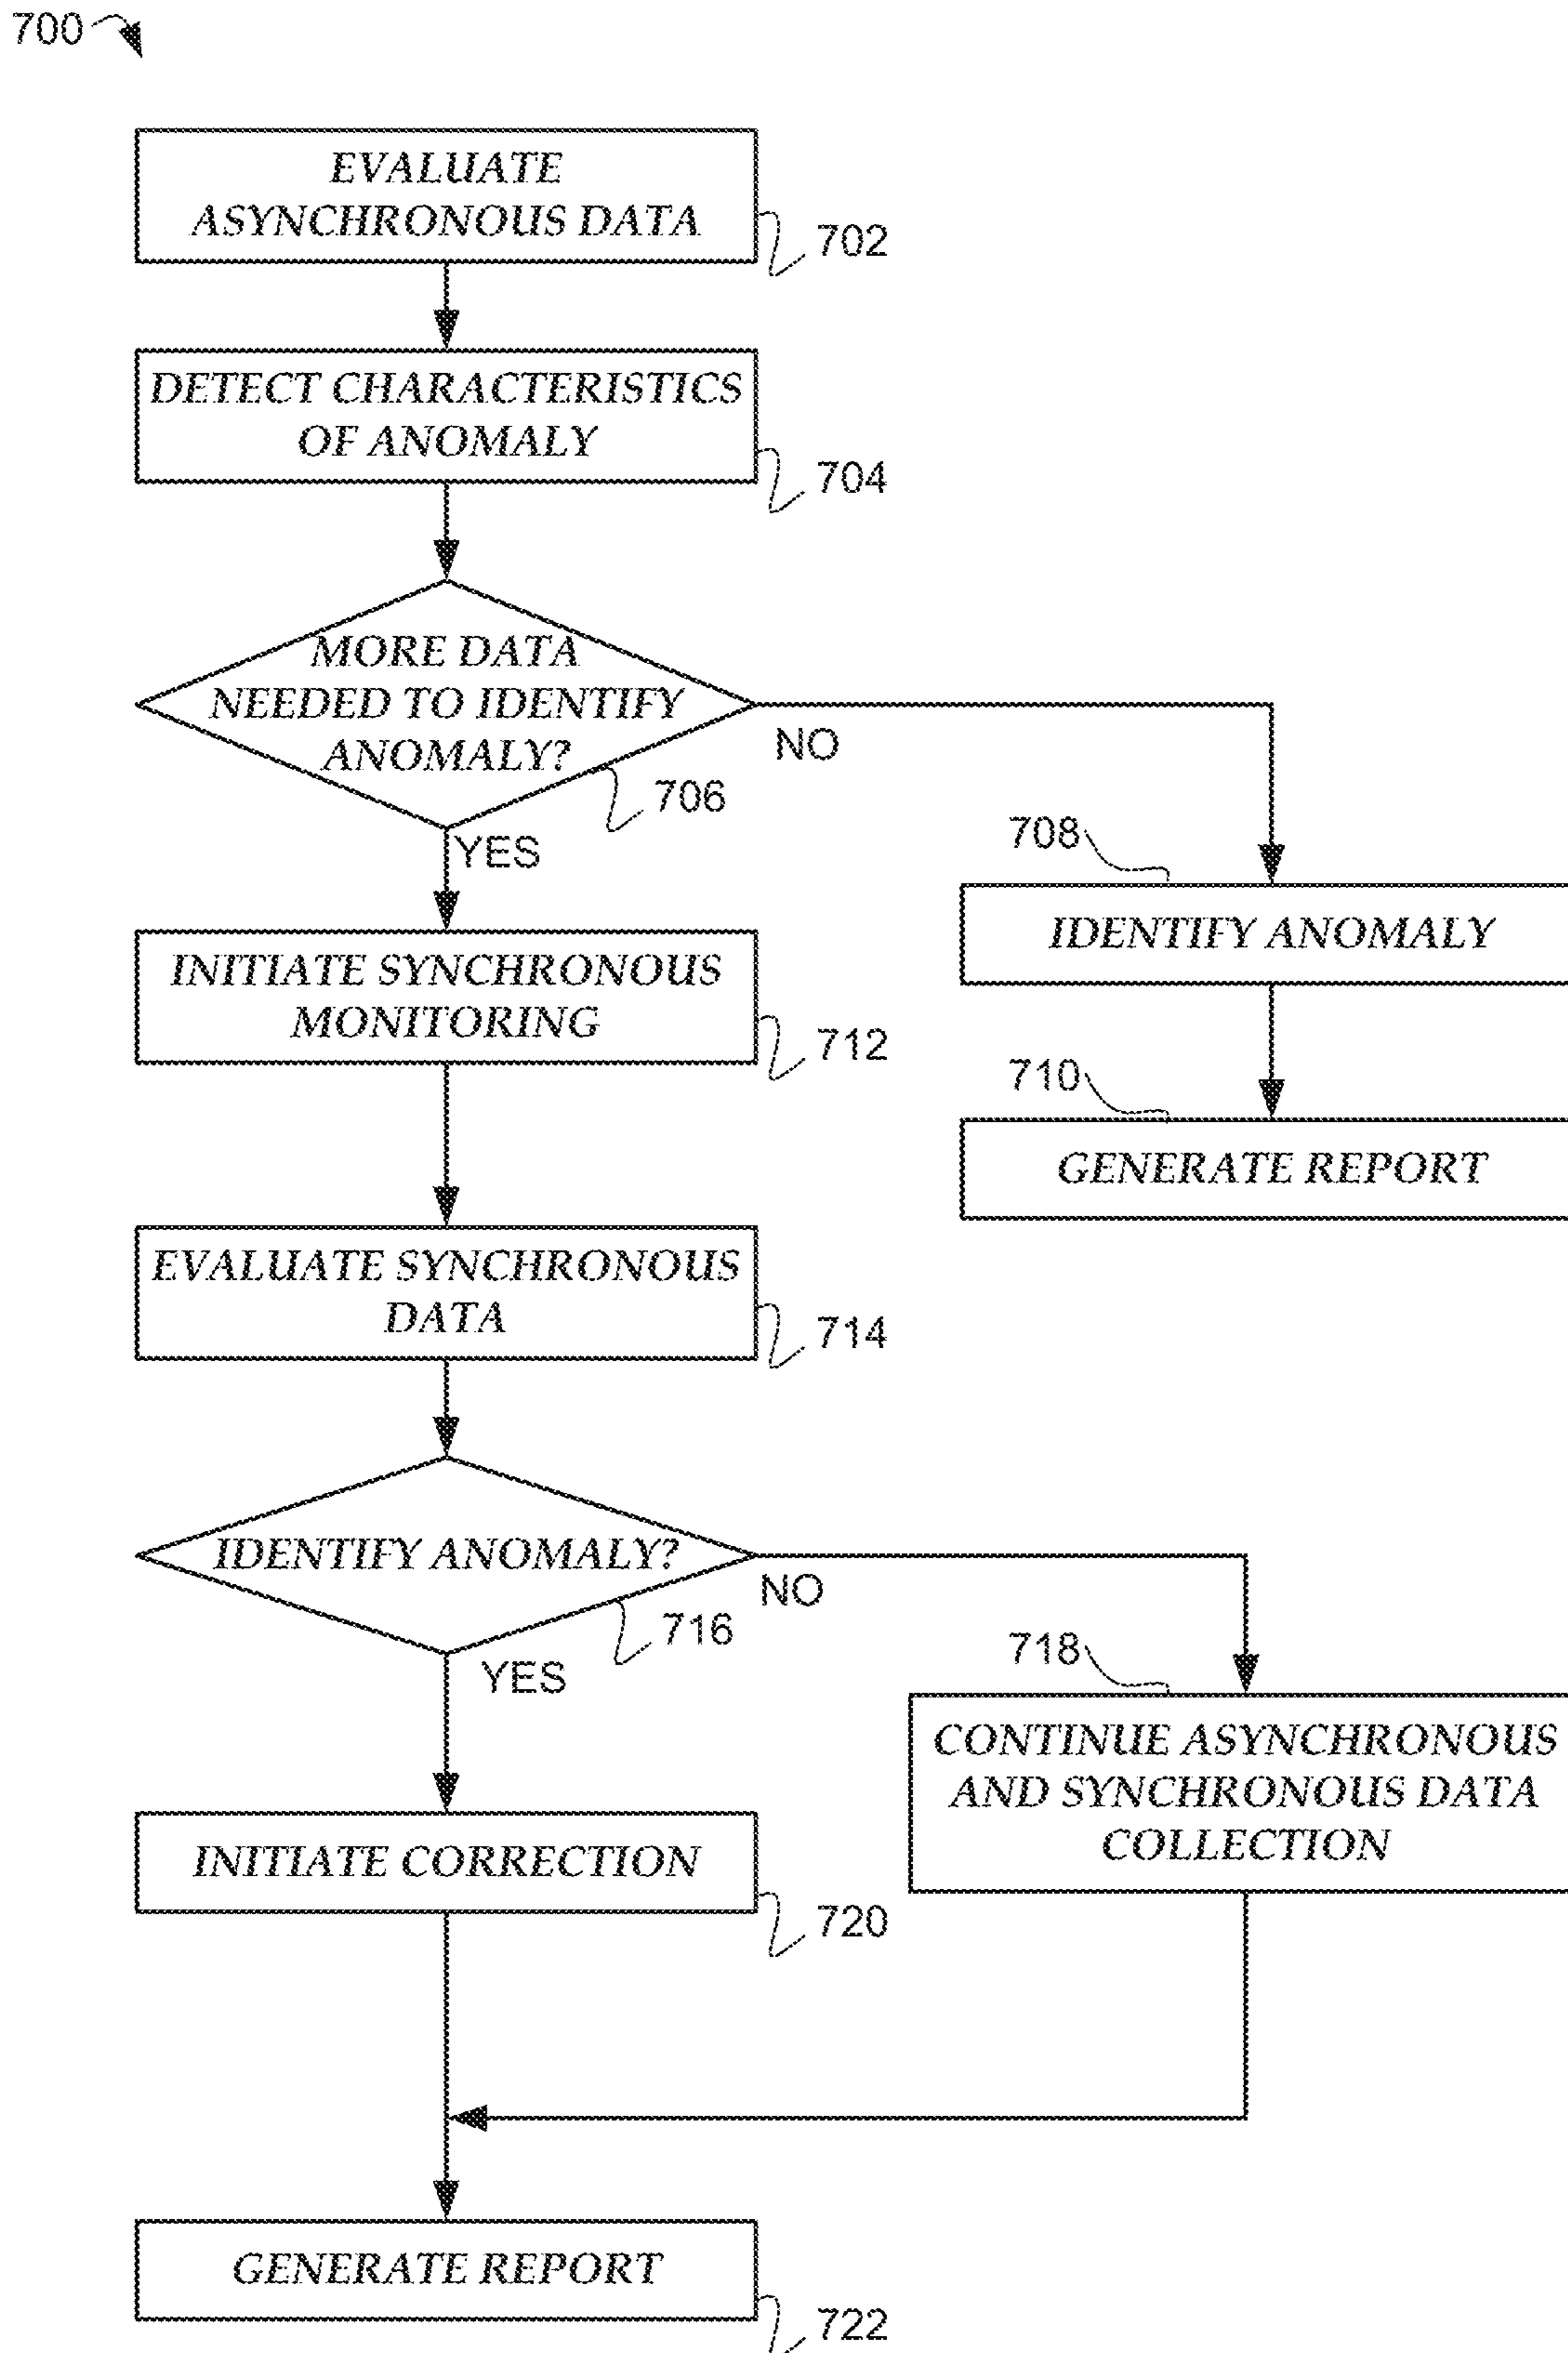 700
EVALUATE
ASYNCHRONOUS DATA
702
DETECT CHARACTERISTICS
OF ANOMALY
704
MORE DATA
NEEDED TO IDENTIFY
ANOMALY?
706
NO
YES
708
IDENTIFY ANOMALY
710
GENERATE REPORT
INITIATE SYNCHRONOUS
MONITORING
712
EVALUATE SYNCHRONOUS
DATA
714
IDENTIFY ANOMALY?
716
NO
YES
718
CONTINUE ASYNCHRONOUS
AND SYNCHRONOUS DATA
COLLECTION
INITIATE CORRECTION
720
GENERATE REPORT
722